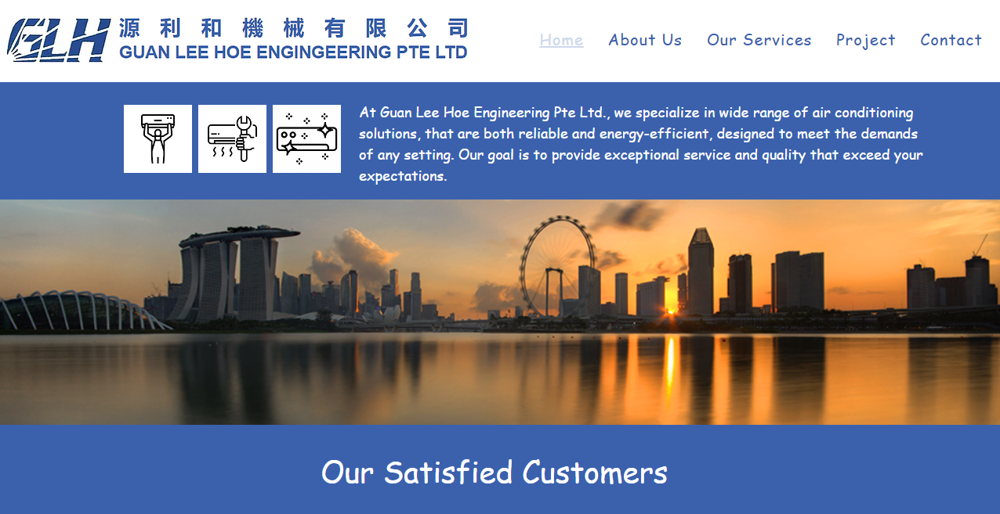 GLH
源利和機械有限公司
GUAN LEE HOE ENGINGEERING PTE LTD
Home About Us Our Services Project Contact
At Guan Lee Hoe Engineering Pte Ltd., we specialize in wide range of air conditioning
solutions, that are both reliable and energy-efficient, designed to meet the demands
of any setting. Our goal is to provide exceptional service and quality that exceed your
expectations.
Our Satisfied Customers